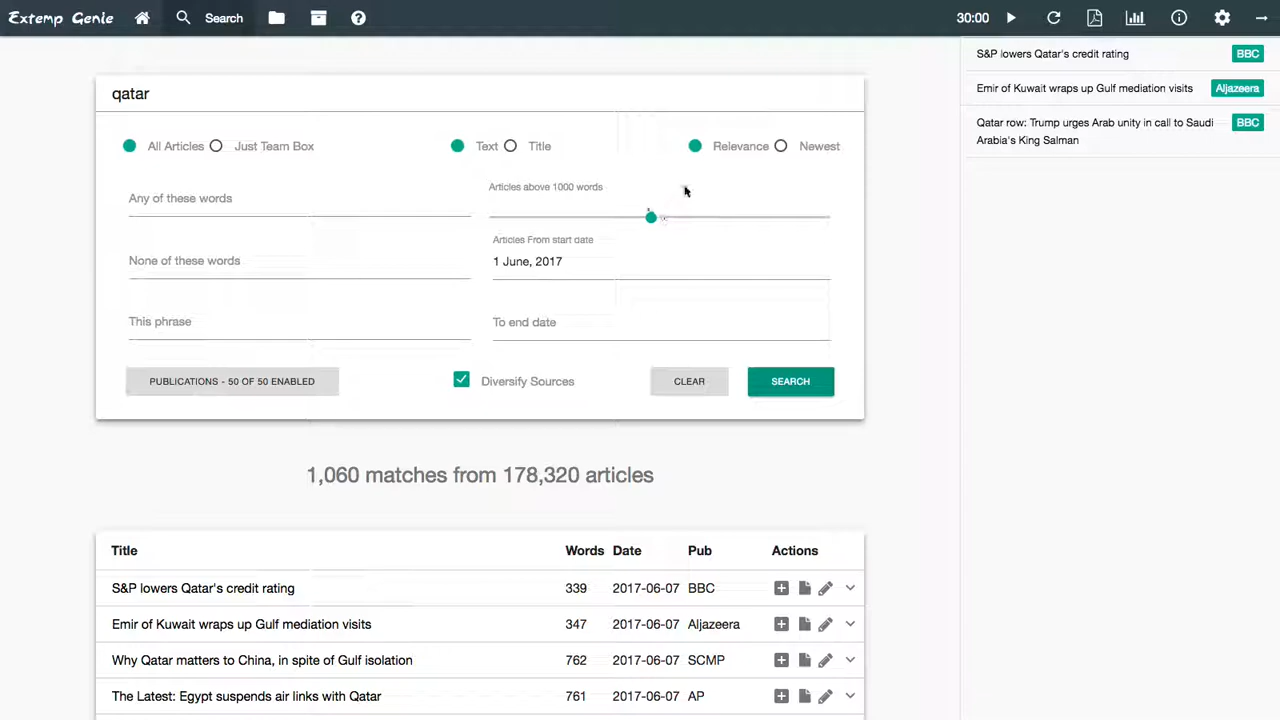 Extemp Genie
Search
30:00
qatar
All Articles
Just Team Box
Text
Title
Relevance
Newest
Any of these words
Articles above 1000 words
None of these words
Articles From start date
1 June, 2017
This phrase
To end date
PUBLICATIONS - 50 OF 50 ENABLED
Diversify Sources
CLEAR
SEARCH
1,060 matches from 178,320 articles
Title Words Date Pub Actions
S&P lowers Qatar's credit rating 339 2017-06-07 BBC
Emir of Kuwait wraps up Gulf mediation visits 347 2017-06-07 Aljazeera
Why Qatar matters to China, in spite of Gulf isolation 762 2017-06-07 SCMP
The Latest: Egypt suspends air links with Qatar 761 2017-06-07 AP
S&P lowers Qatar's credit rating BBC
Emir of Kuwait wraps up Gulf mediation visits Aljazeera
Qatar row: Trump urges Arab unity in call to Saudi BBC
Arabia's King Salman